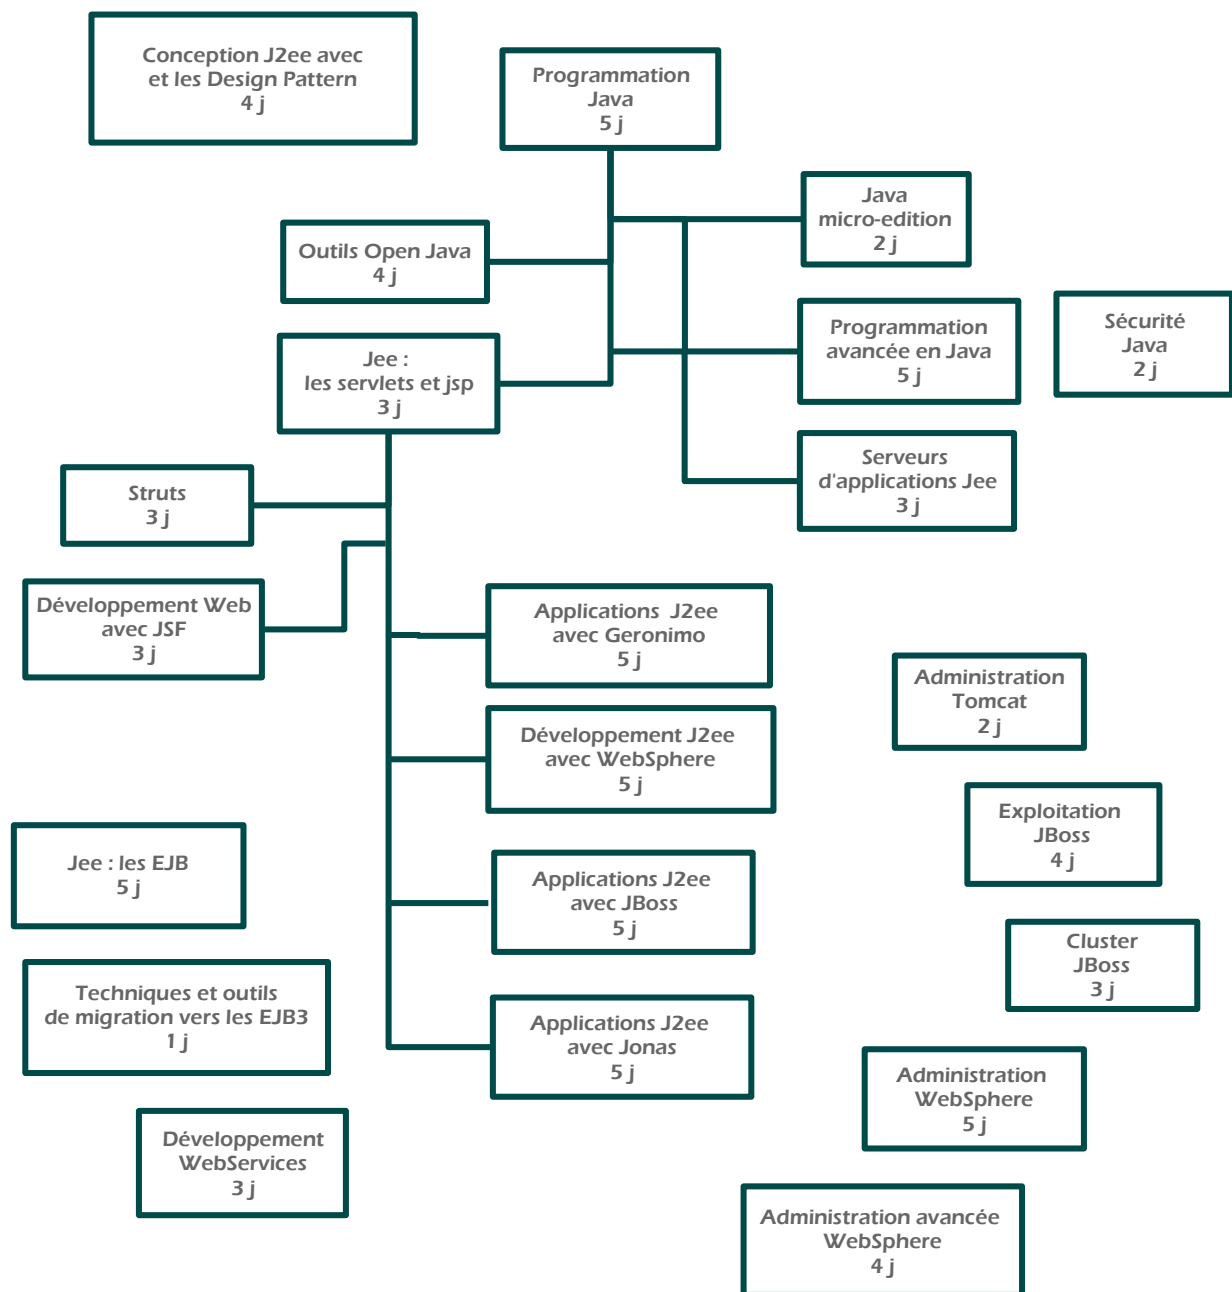 Conception J2ee avec
et les Design Pattern
4 j
Programmation
Java
5 j
Java
micro-edition
2 j
Outils Open Java
4 j
Programmation
avancée en Java
5 j
Sécurité
Java
2 j
Jee :
les servlets et jsp
3 j
Serveurs
d'applications Jee
3 j
Struts
3 j
Développement Web
avec JSF
3 j
Applications J2ee
avec Geronimo
5 j
Administration
Tomcat
2 j
Développement J2ee
avec WebSphere
5 j
Exploitation
JBoss
4 j
Jee : les EJB
5 j
Applications J2ee
avec JBoss
5 j
Cluster
JBoss
3 j
Techniques et outils
de migration vers les EJB3
1 j
Applications J2ee
avec Jonas
5 j
Administration
WebSphere
5 j
Développement
WebServices
3 j
Administration avancée
WebSphere
4 j